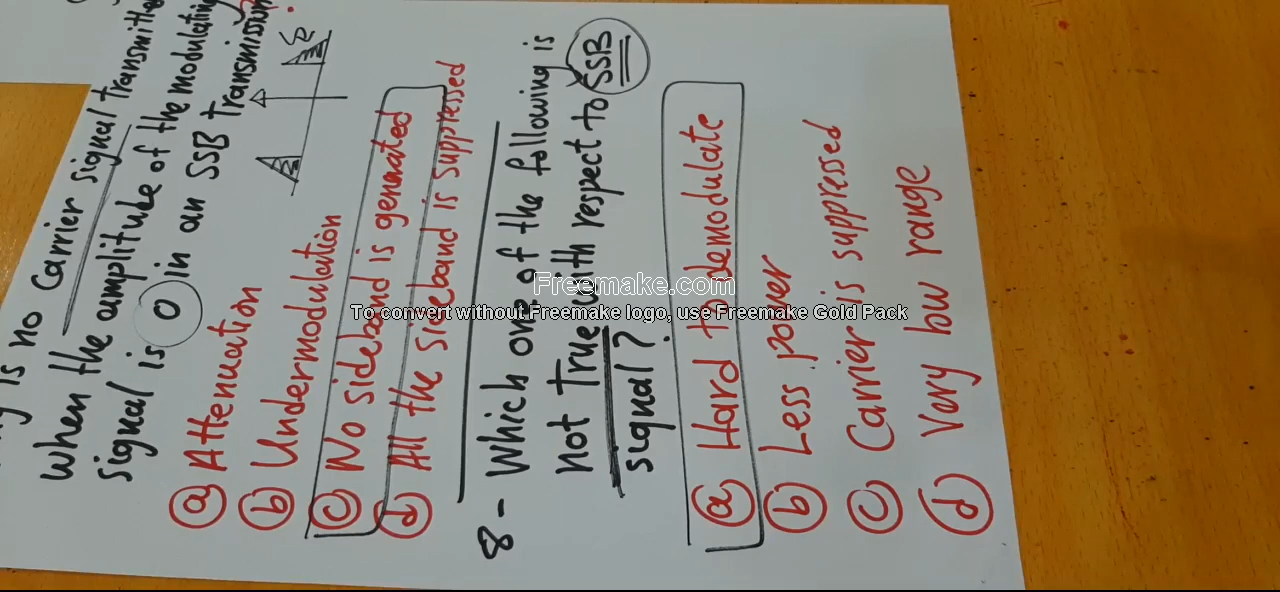 is no carrier signal
When the amplitude of the modulating
signal is 0 in an SSB transmission
a Attenuation
b Undermodulation
c No sideband is generated
d All the sideband is suppressed
8- Which one of the following is
not True with respect to SSB
signal?
a Hard to demodulate
b Less power
c Carrier is suppressed
d Very low range
Freemake.com
To convert without Freemake logo, use Freemake Gold Pack